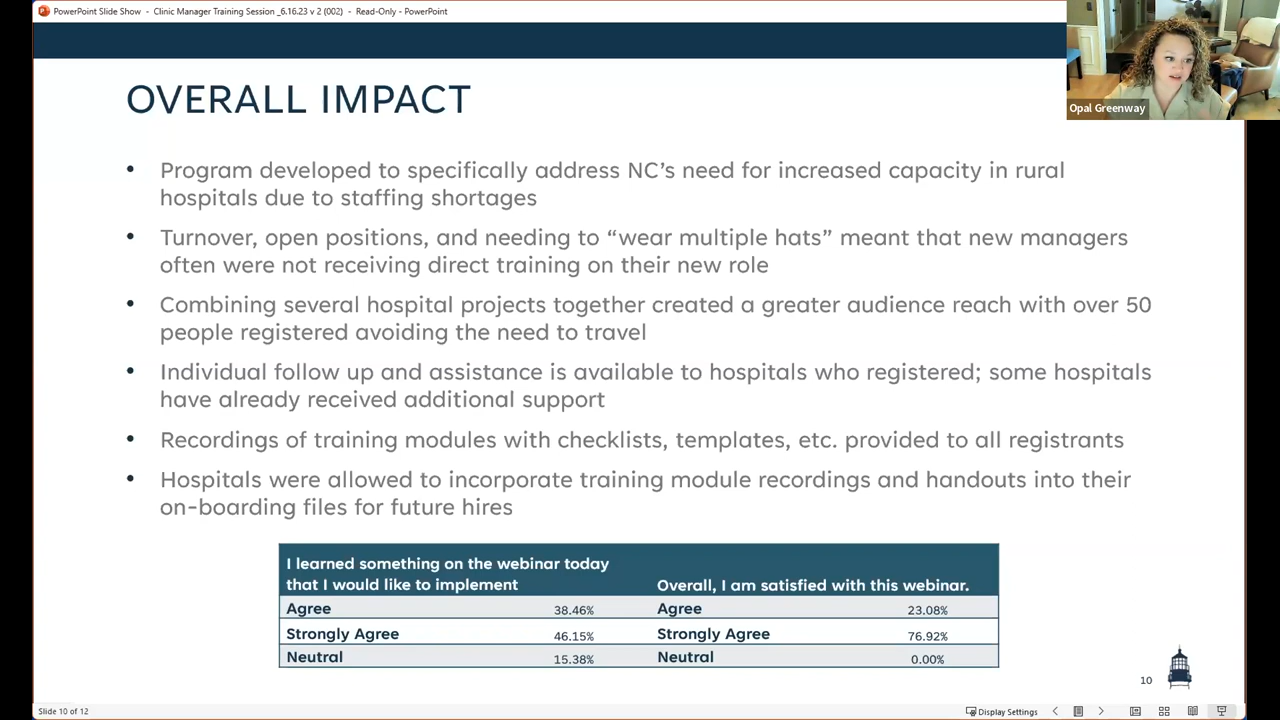 PowerPoint Slide Show - Clinic Manager Training Session _6.16.23 v 2 (002) - Read-Only - PowerPoint
Opal Greenway
OVERALL IMPACT
• Program developed to specifically address NC’s need for increased capacity in rural
hospitals due to staffing shortages
• Turnover, open positions, and needing to “wear multiple hats” meant that new managers
often were not receiving direct training on their new role
• Combining several hospital projects together created a greater audience reach with over 50
people registered avoiding the need to travel
• Individual follow up and assistance is available to hospitals who registered; some hospitals
have already received additional support
• Recordings of training modules with checklists, templates, etc. provided to all registrants
• Hospitals were allowed to incorporate training module recordings and handouts into their
on-boarding files for future hires
I learned something on the webinar today
that I would like to implement Overall, I am satisfied with this webinar.
Agree 38.46% Agree 23.08%
Strongly Agree 46.15% Strongly Agree 76.92%
Neutral 15.38% Neutral 0.00%
10
Slide 10 of 12 Display Settings